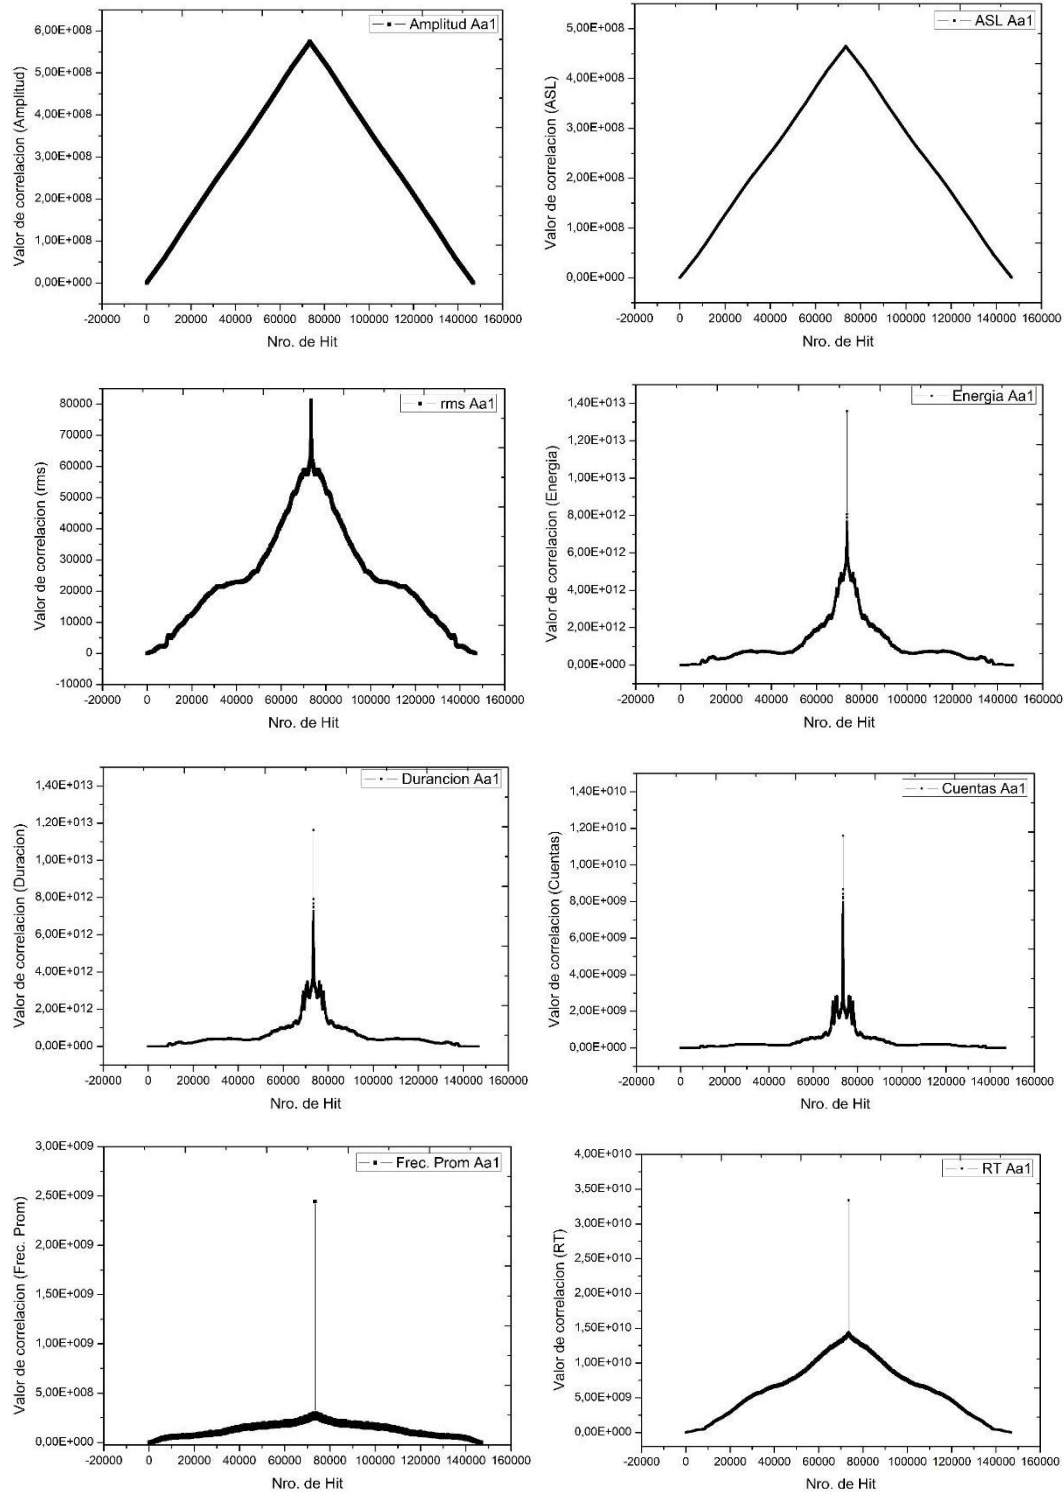 Amplitud Aa1
Valor de correlacion (Amplitud)
6,00E+008
5,00E+008
4,00E+008
3,00E+008
2,00E+008
1,00E+008
0,00E+000
-20000 0 20000 40000 60000 80000 100000 120000 140000 160000
Nro. de Hit
ASL Aa1
Valor de correlacion (ASL)
5,00E+008
4,00E+008
3,00E+008
2,00E+008
1,00E+008
0,00E+000
-20000 0 20000 40000 60000 80000 100000 120000 140000 160000
Nro. de Hit
rms Aa1
Valor de correlacion (rms)
80000
70000
60000
50000
40000
30000
20000
10000
0
-10000
-20000 0 20000 40000 60000 80000 100000 120000 140000 160000
Nro. de Hit
Energia Aa1
Valor de correlacion (Energia)
1,40E+013
1,20E+013
1,00E+013
8,00E+012
6,00E+012
4,00E+012
2,00E+012
0,00E+000
-20000 0 20000 40000 60000 80000 100000 120000 140000 160000
Nro. de Hit
Durancion Aa1
Valor de correlacion (Duracion)
1,40E+013
1,20E+013
1,00E+013
8,00E+012
6,00E+012
4,00E+012
2,00E+012
0,00E+000
-20000 0 20000 40000 60000 80000 100000 120000 140000 160000
Nro. de Hit
Cuentas Aa1
Valor de correlacion (Cuentas)
1,40E+010
1,20E+010
1,00E+010
8,00E+009
6,00E+009
4,00E+009
2,00E+009
0,00E+000
-20000 0 20000 40000 60000 80000 100000 120000 140000 160000
Nro. de Hit
Frec. Prom Aa1
Valor de correlacion (Frec. Prom)
3,00E+009
2,50E+009
2,00E+009
1,50E+009
1,00E+009
5,00E+008
0,00E+000
-20000 0 20000 40000 60000 80000 100000 120000 140000 160000
Nro. de Hit
RT Aa1
Valor de correlacion (RT)
4,00E+010
3,50E+010
3,00E+010
2,50E+010
2,00E+010
1,50E+010
1,00E+010
5,00E+009
0,00E+000
-20000 0 20000 40000 60000 80000 100000 120000 140000 160000
Nro. de Hit